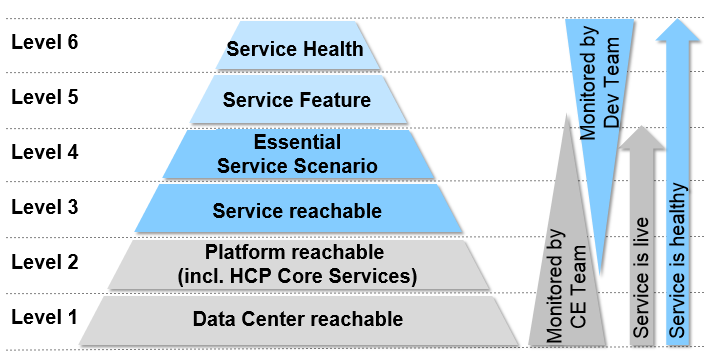 Level 6
Service Health
Level 5
Service Feature
Level 4
Essential
Service Scenario
Level 3
Service reachable
Level 2
Platform reachable
(incl. HCP Core Services)
Level 1
Data Center reachable
Monitored by
CE Team
Monitored by
Dev Team
Service is live
Service is healthy